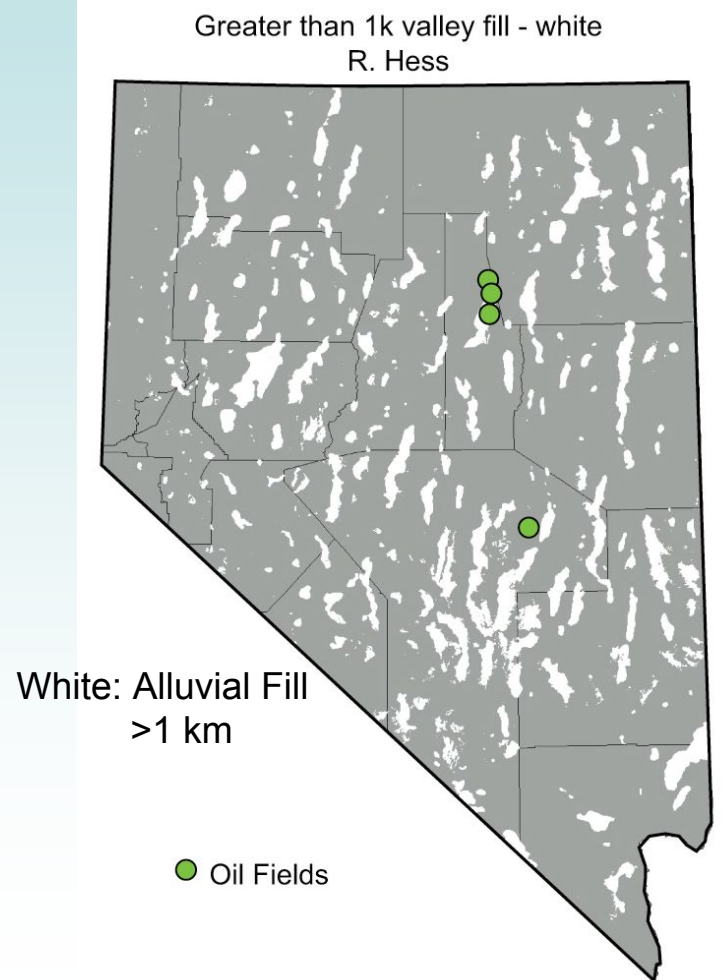 Greater than 1k valley fill - white
R. Hess
White: Alluvial Fill
>1 km
Oil Fields